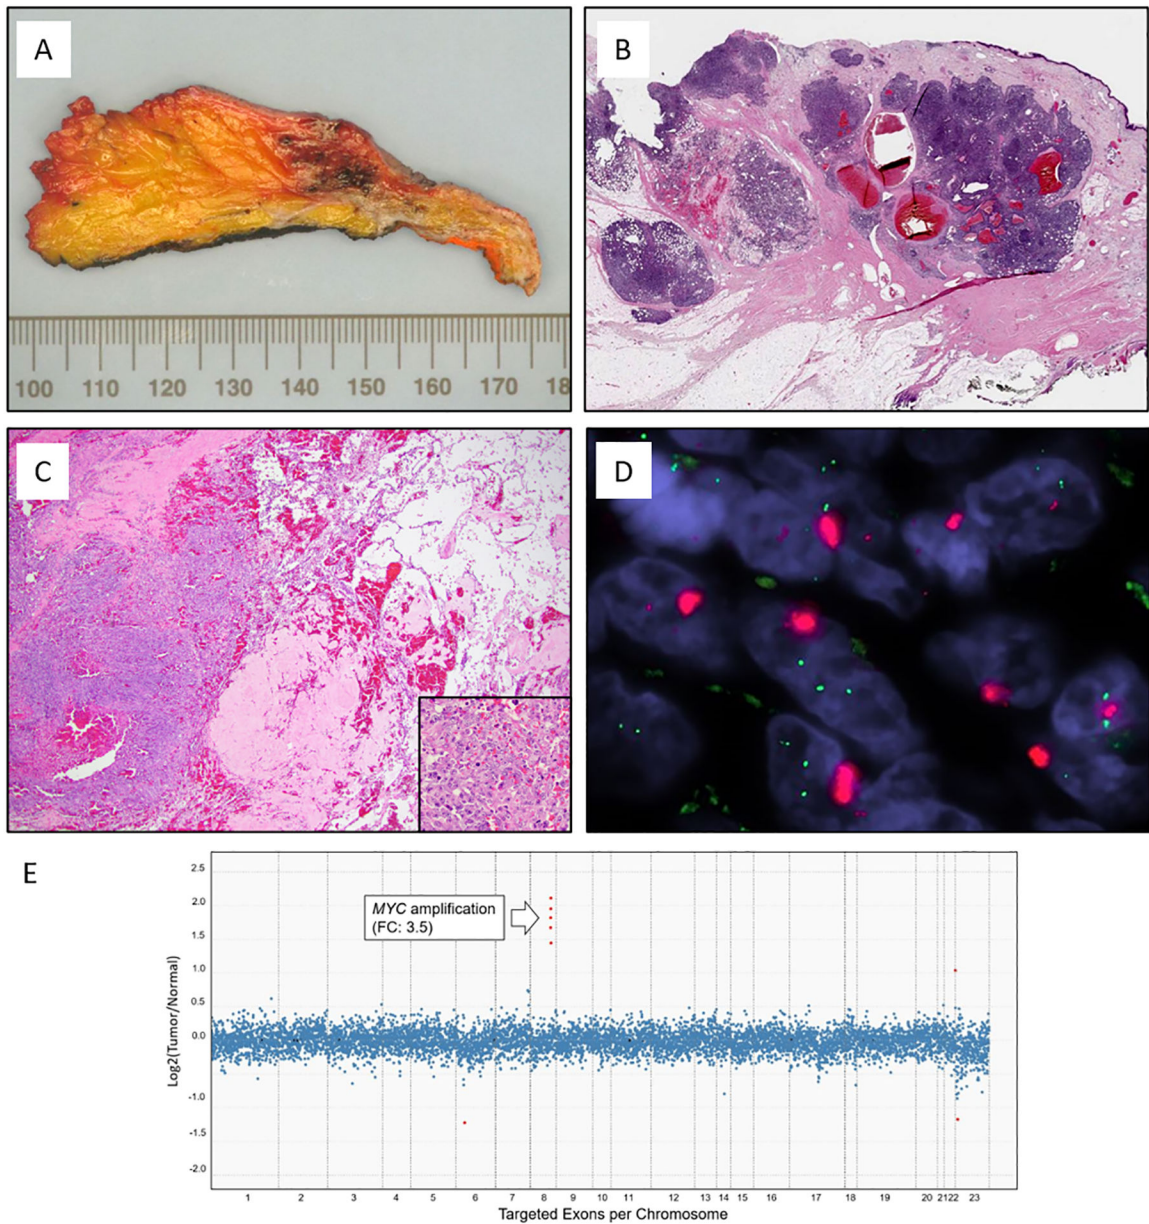 A
B
100 110 120 130 140 150 160 170 18
C
D
E
2.5
2.0
1.5
1.0
0.5
0.0
-1.0
-1.5
-2.0
Log2(Tumor/Normal)
MYC amplification
(FC: 3.5)
1 2 3 4 5 6 7 8 9 10 11 12 13 14 15 16 17 18 19 20 21 22 23
Targeted Exons per Chromosome